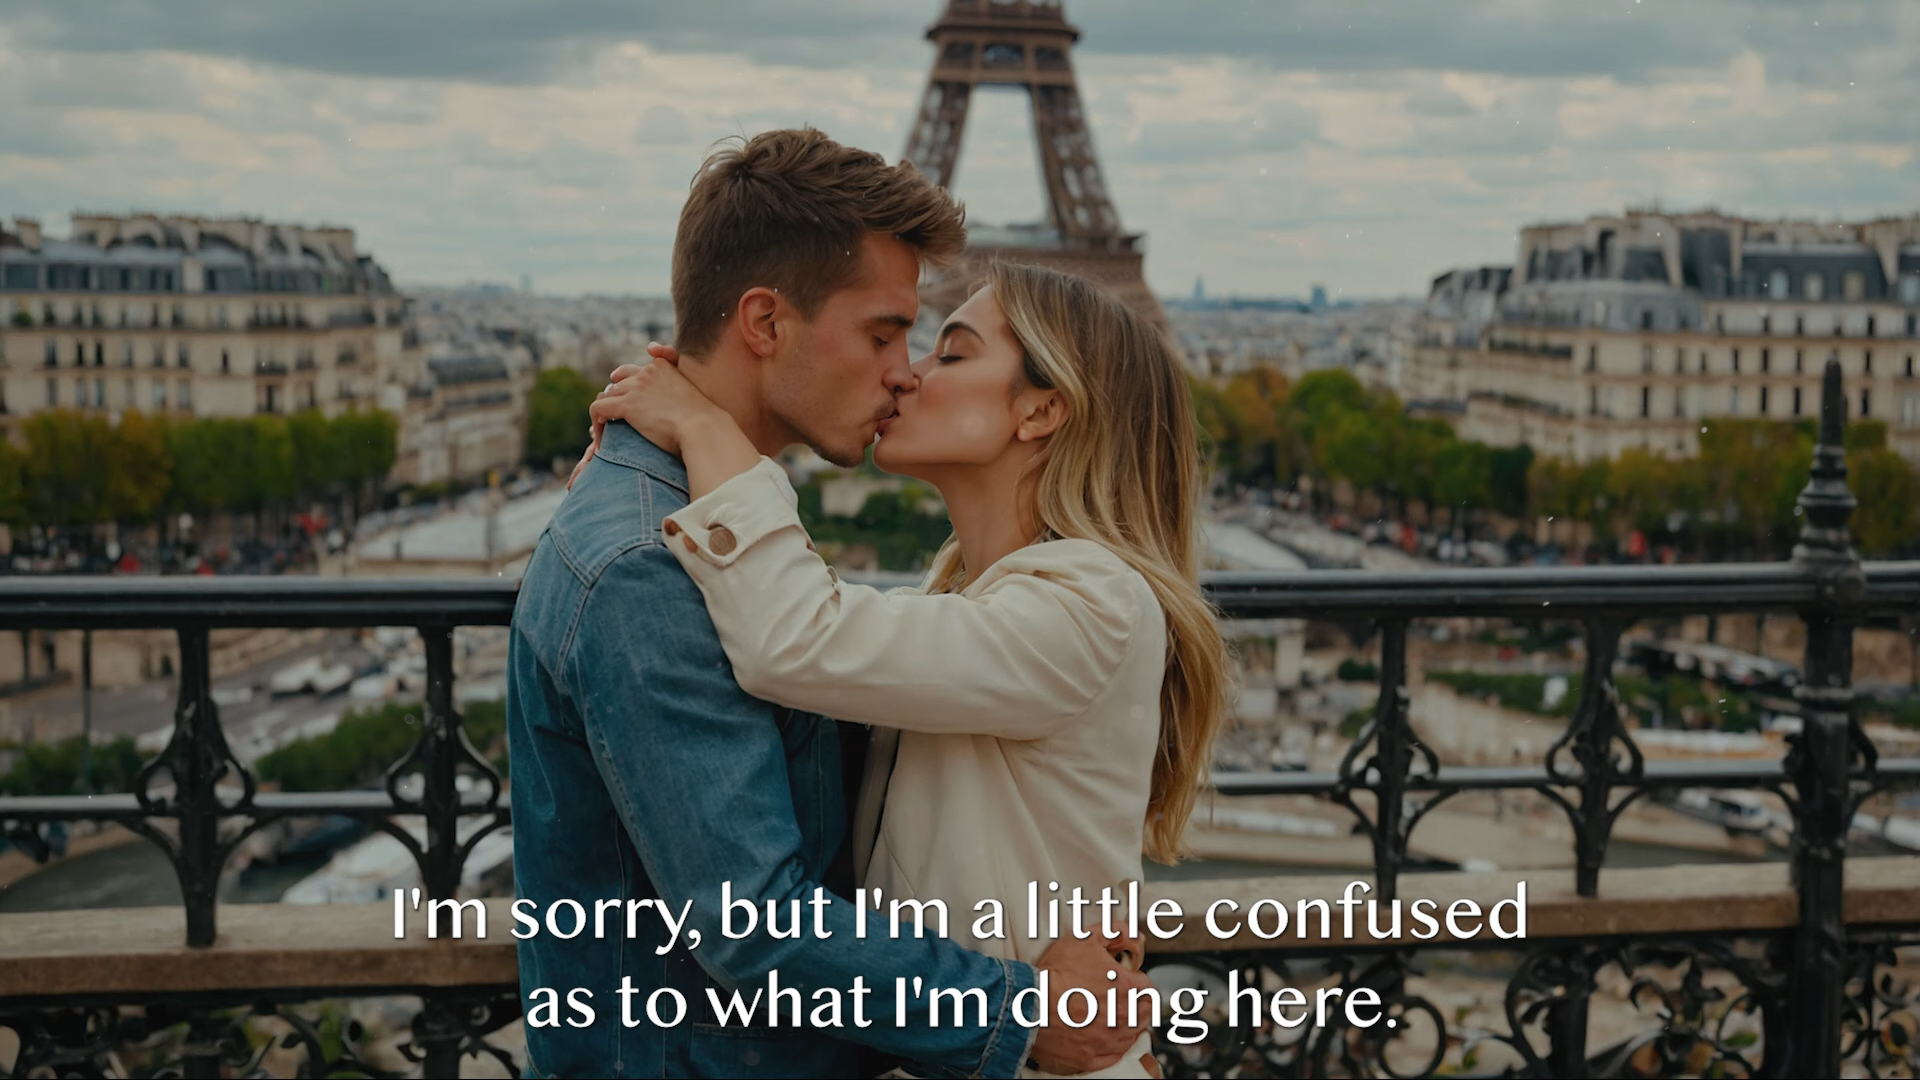 I'm sorry, but I'm a little confused
as to what I'm doing here.